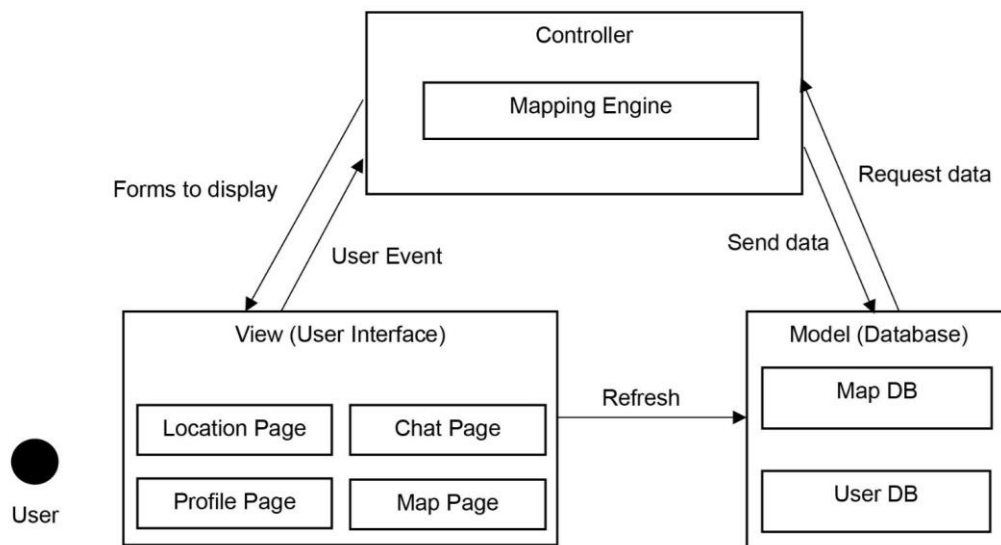 Controller
Mapping Engine
Forms to display
User Event
Request data
Send data
View (User Interface)
Location Page
Chat Page
Profile Page
Map Page
Refresh
Model (Database)
Map DB
User DB
User